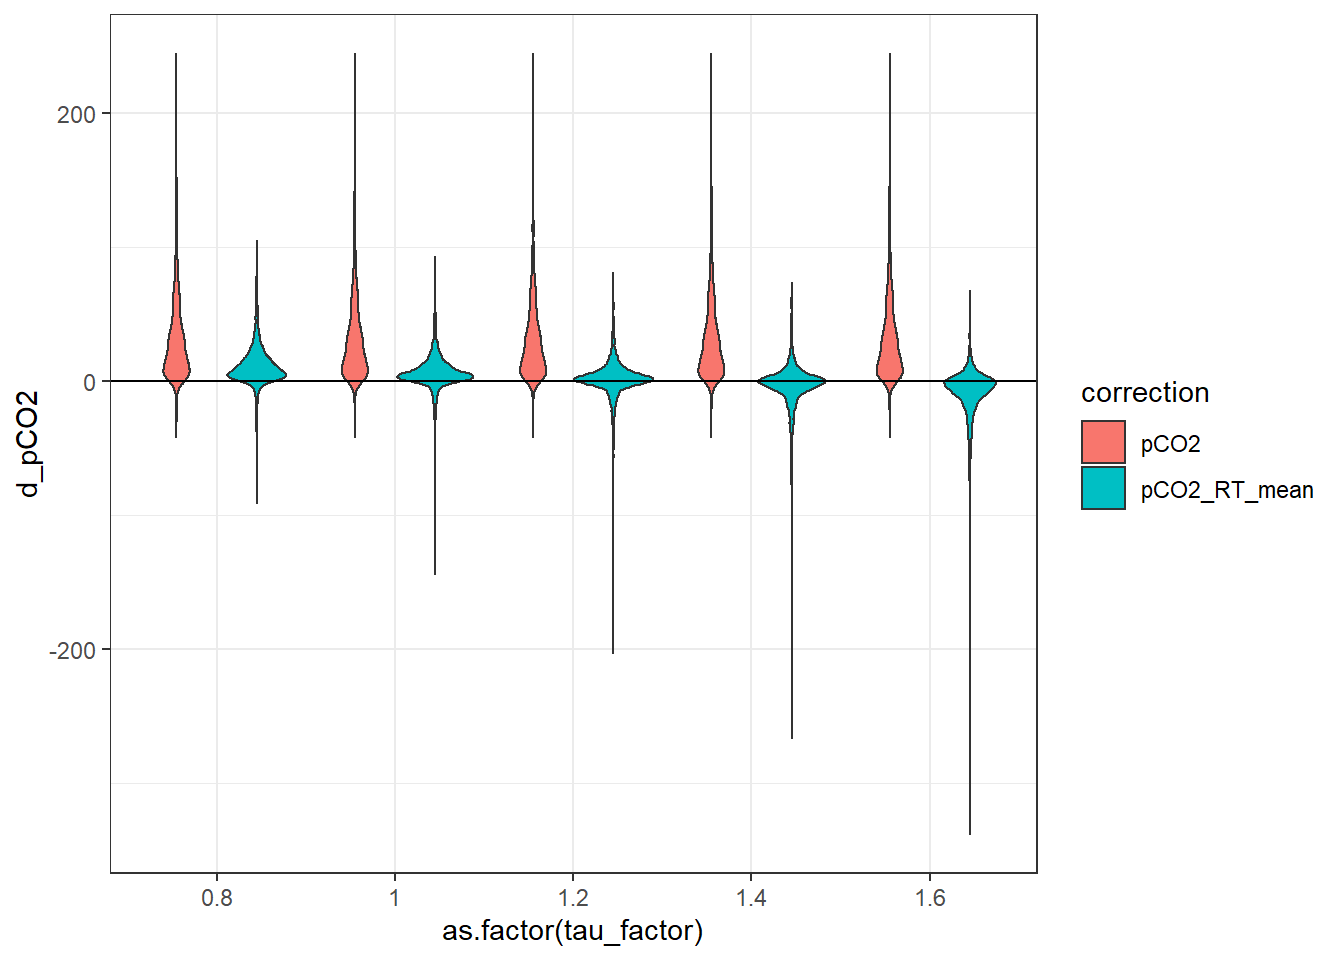 200
0
-200
d_pCO2
0.8
1
1.2
1.4
1.6
as.factor(tau_factor)
correction
pCO2
pCO2_RT_mean